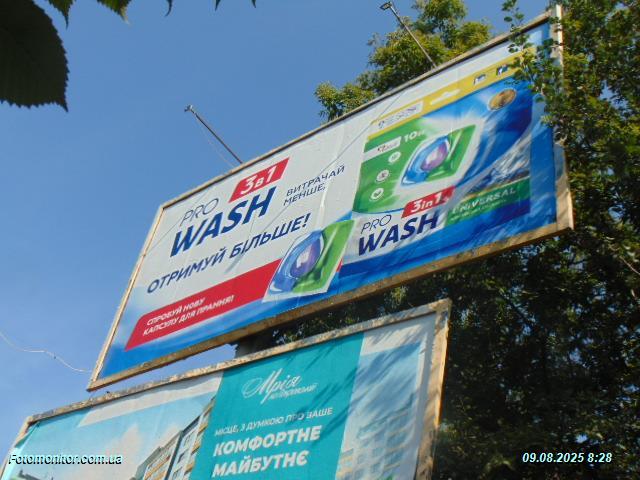 PRO
3в1
WASH
ВИТРАЧАЙ
МЕНШЕ,
ОТРИМУЙ БІЛЬШЕ!
СПРОБУЙ НОВУ
КАПСУЛУ ДЛЯ ПРАННЯ!
PRO
3in1
WASH
UNIVERSAL
Мрія
МІСЦЕ, З ДУМКОЮ ПРО ВАШЕ
КОМФОРТНЕ
МАЙБУТНЄ
Fotomonitor.com.ua
09.08.2025 8:28